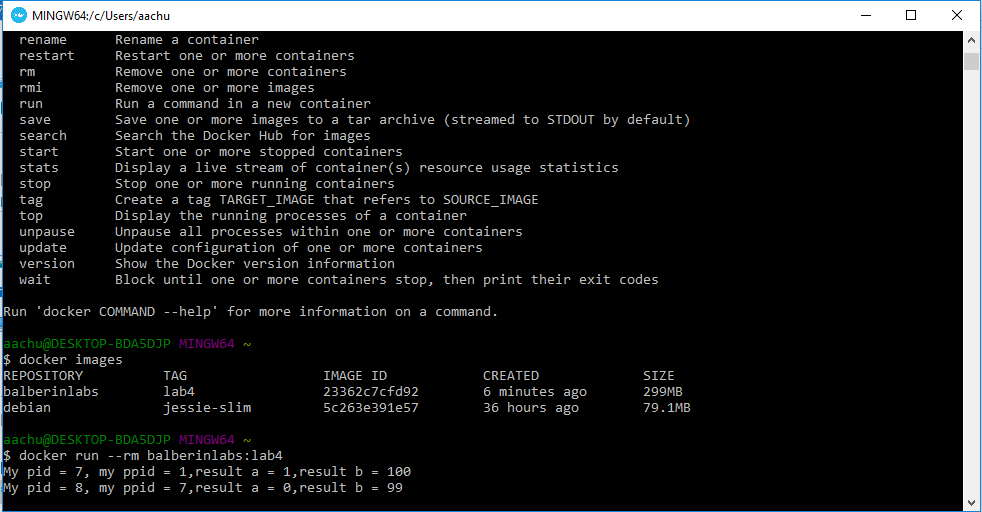 MINGW64:/c/Users/aachu
rename Rename a container
restart Restart one or more containers
rm Remove one or more containers
rmi Remove one or more images
run Run a command in a new container
save Save one or more images to a tar archive (streamed to STDOUT by default)
search Search the Docker Hub for images
start Start one or more stopped containers
stats Display a live stream of container(s) resource usage statistics
stop Stop one or more running containers
tag Create a tag TARGET_IMAGE that refers to SOURCE_IMAGE
top Display the running processes of a container
unpause Unpause all processes within one or more containers
update Update configuration of one or more containers
version Show the Docker version information
wait Block until one or more containers stop, then print their exit codes
Run 'docker COMMAND --help' for more information on a command.
aachu@DESKTOP-BDA5DJP MINGW64 ~
$ docker images
REPOSITORY TAG IMAGE ID CREATED SIZE
balberinlabs lab4 23362c7cfd92 6 minutes ago 299MB
debian jessie-slim 5c263e391e57 36 hours ago 79.1MB
aachu@DESKTOP-BDA5DJP MINGW64 ~
$ docker run --rm balberinlabs:lab4
My pid = 7, my ppid = 1,result a = 1,result b = 100
My pid = 8, my ppid = 7,result a = 0,result b = 99